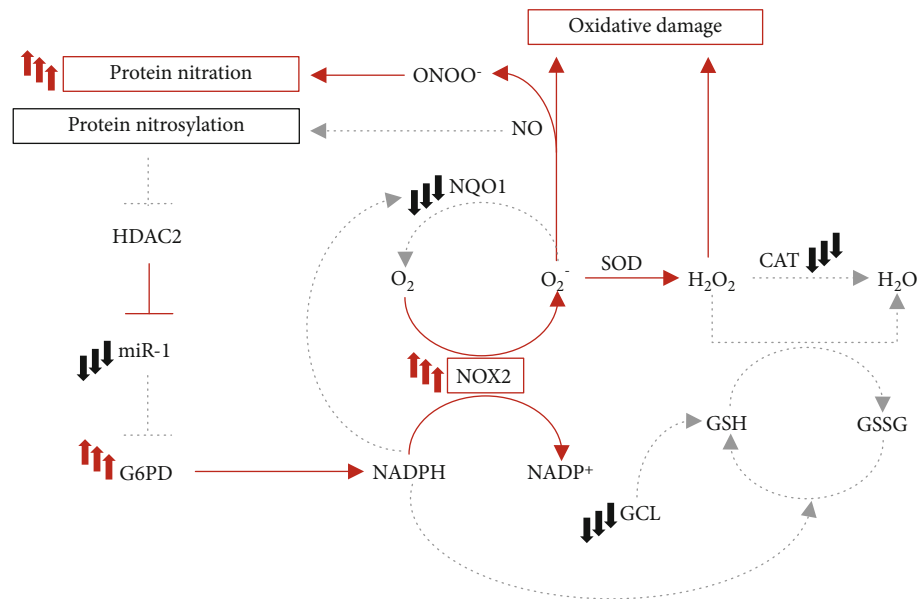 Oxidative damage
Protein nitration
ONOO⁻
Protein nitrosylation
NO
NQO1
HDAC2
O₂
O₂⁻
SOD
H₂O₂
CAT
H₂O
miR-1
NOX2
GSH
GSSG
G6PD
NADPH
NADP⁺
GCL